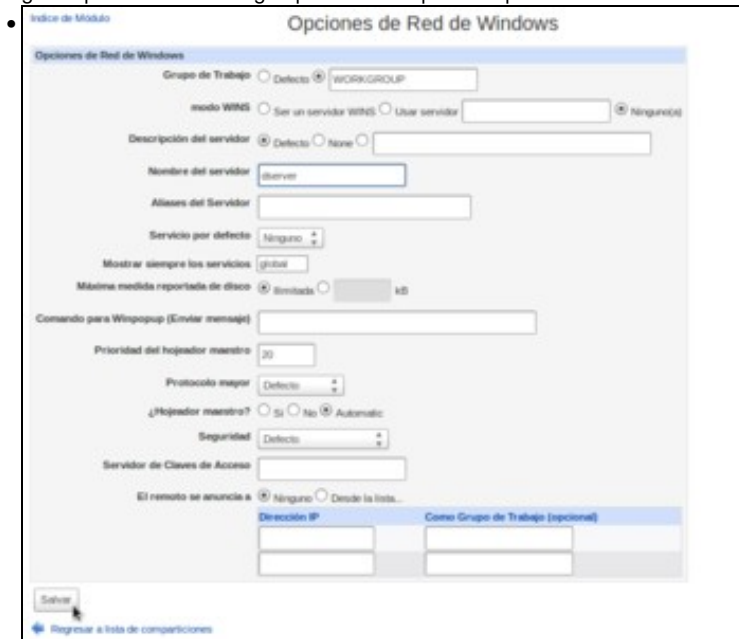 Indice de Módulo
Opciones de Red de Windows
Opciones de Red de Windows
Grupo de Trabajo Defecto WORKGROUP
modo WINS Ser un servidor WINS Usar servidor Ninguno(s)
Descripción del servidor Defecto None
Nombre del servidor dserver
Aliases del Servidor
Servicio por defecto Ninguno
Mostrar siempre los servicios global
Máxima medida reportada de disco Ilimitada kB
Comando para Winpopup (Enviar mensaje)
Prioridad del hojeador maestro 20
Protocolo mayor Defecto
¿Hojeador maestro? Si No Automatic
Seguridad Defecto
Servidor de Claves de Acceso
El remoto se anuncia a Ninguno Desde la lista...
Dirección IP Como Grupo de Trabajo (opcional)
Salvar
Regresar a lista de comparticiones